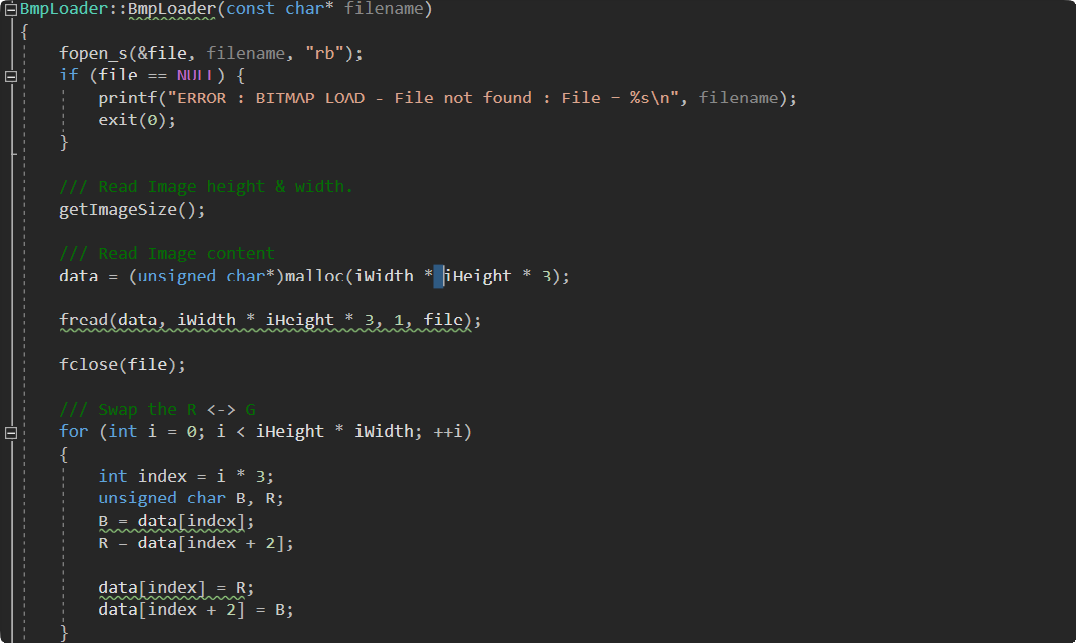 BmpLoader::BmpLoader(const char* filename)
{
fopen_s(&file, filename, "rb");
if (file == NULL) {
printf("ERROR : BITMAP LOAD - File not found : File - %s\n", filename);
exit(0);
}
/// Read Image height & width.
getImageSize();
/// Read Image content
data = (unsigned char*)malloc(iWidth * iHeight * 3);
fread(data, iWidth * iHeight * 3, 1, file);
fclose(file);
/// Swap the R <-> G
for (int i = 0; i < iHeight * iWidth; ++i)
{
int index = i * 3;
unsigned char B, R;
B = data[index];
R = data[index + 2];
data[index] = R;
data[index + 2] = B;
}